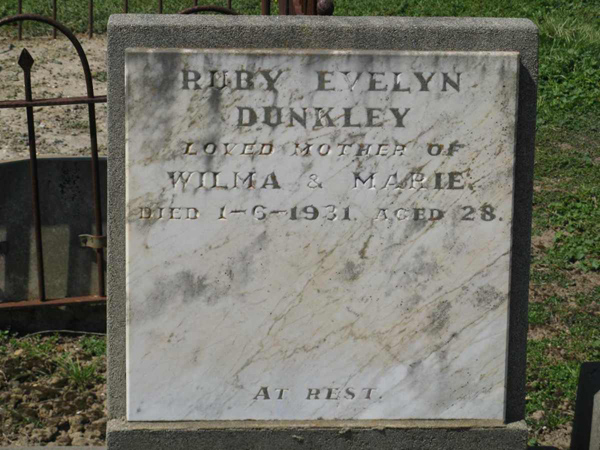 RUBY EVELYN
DUNKLEY
LOVED MOTHER OF
WILMA & MARIE.
DIED 1-6-1931. AGED 28.
AT REST.